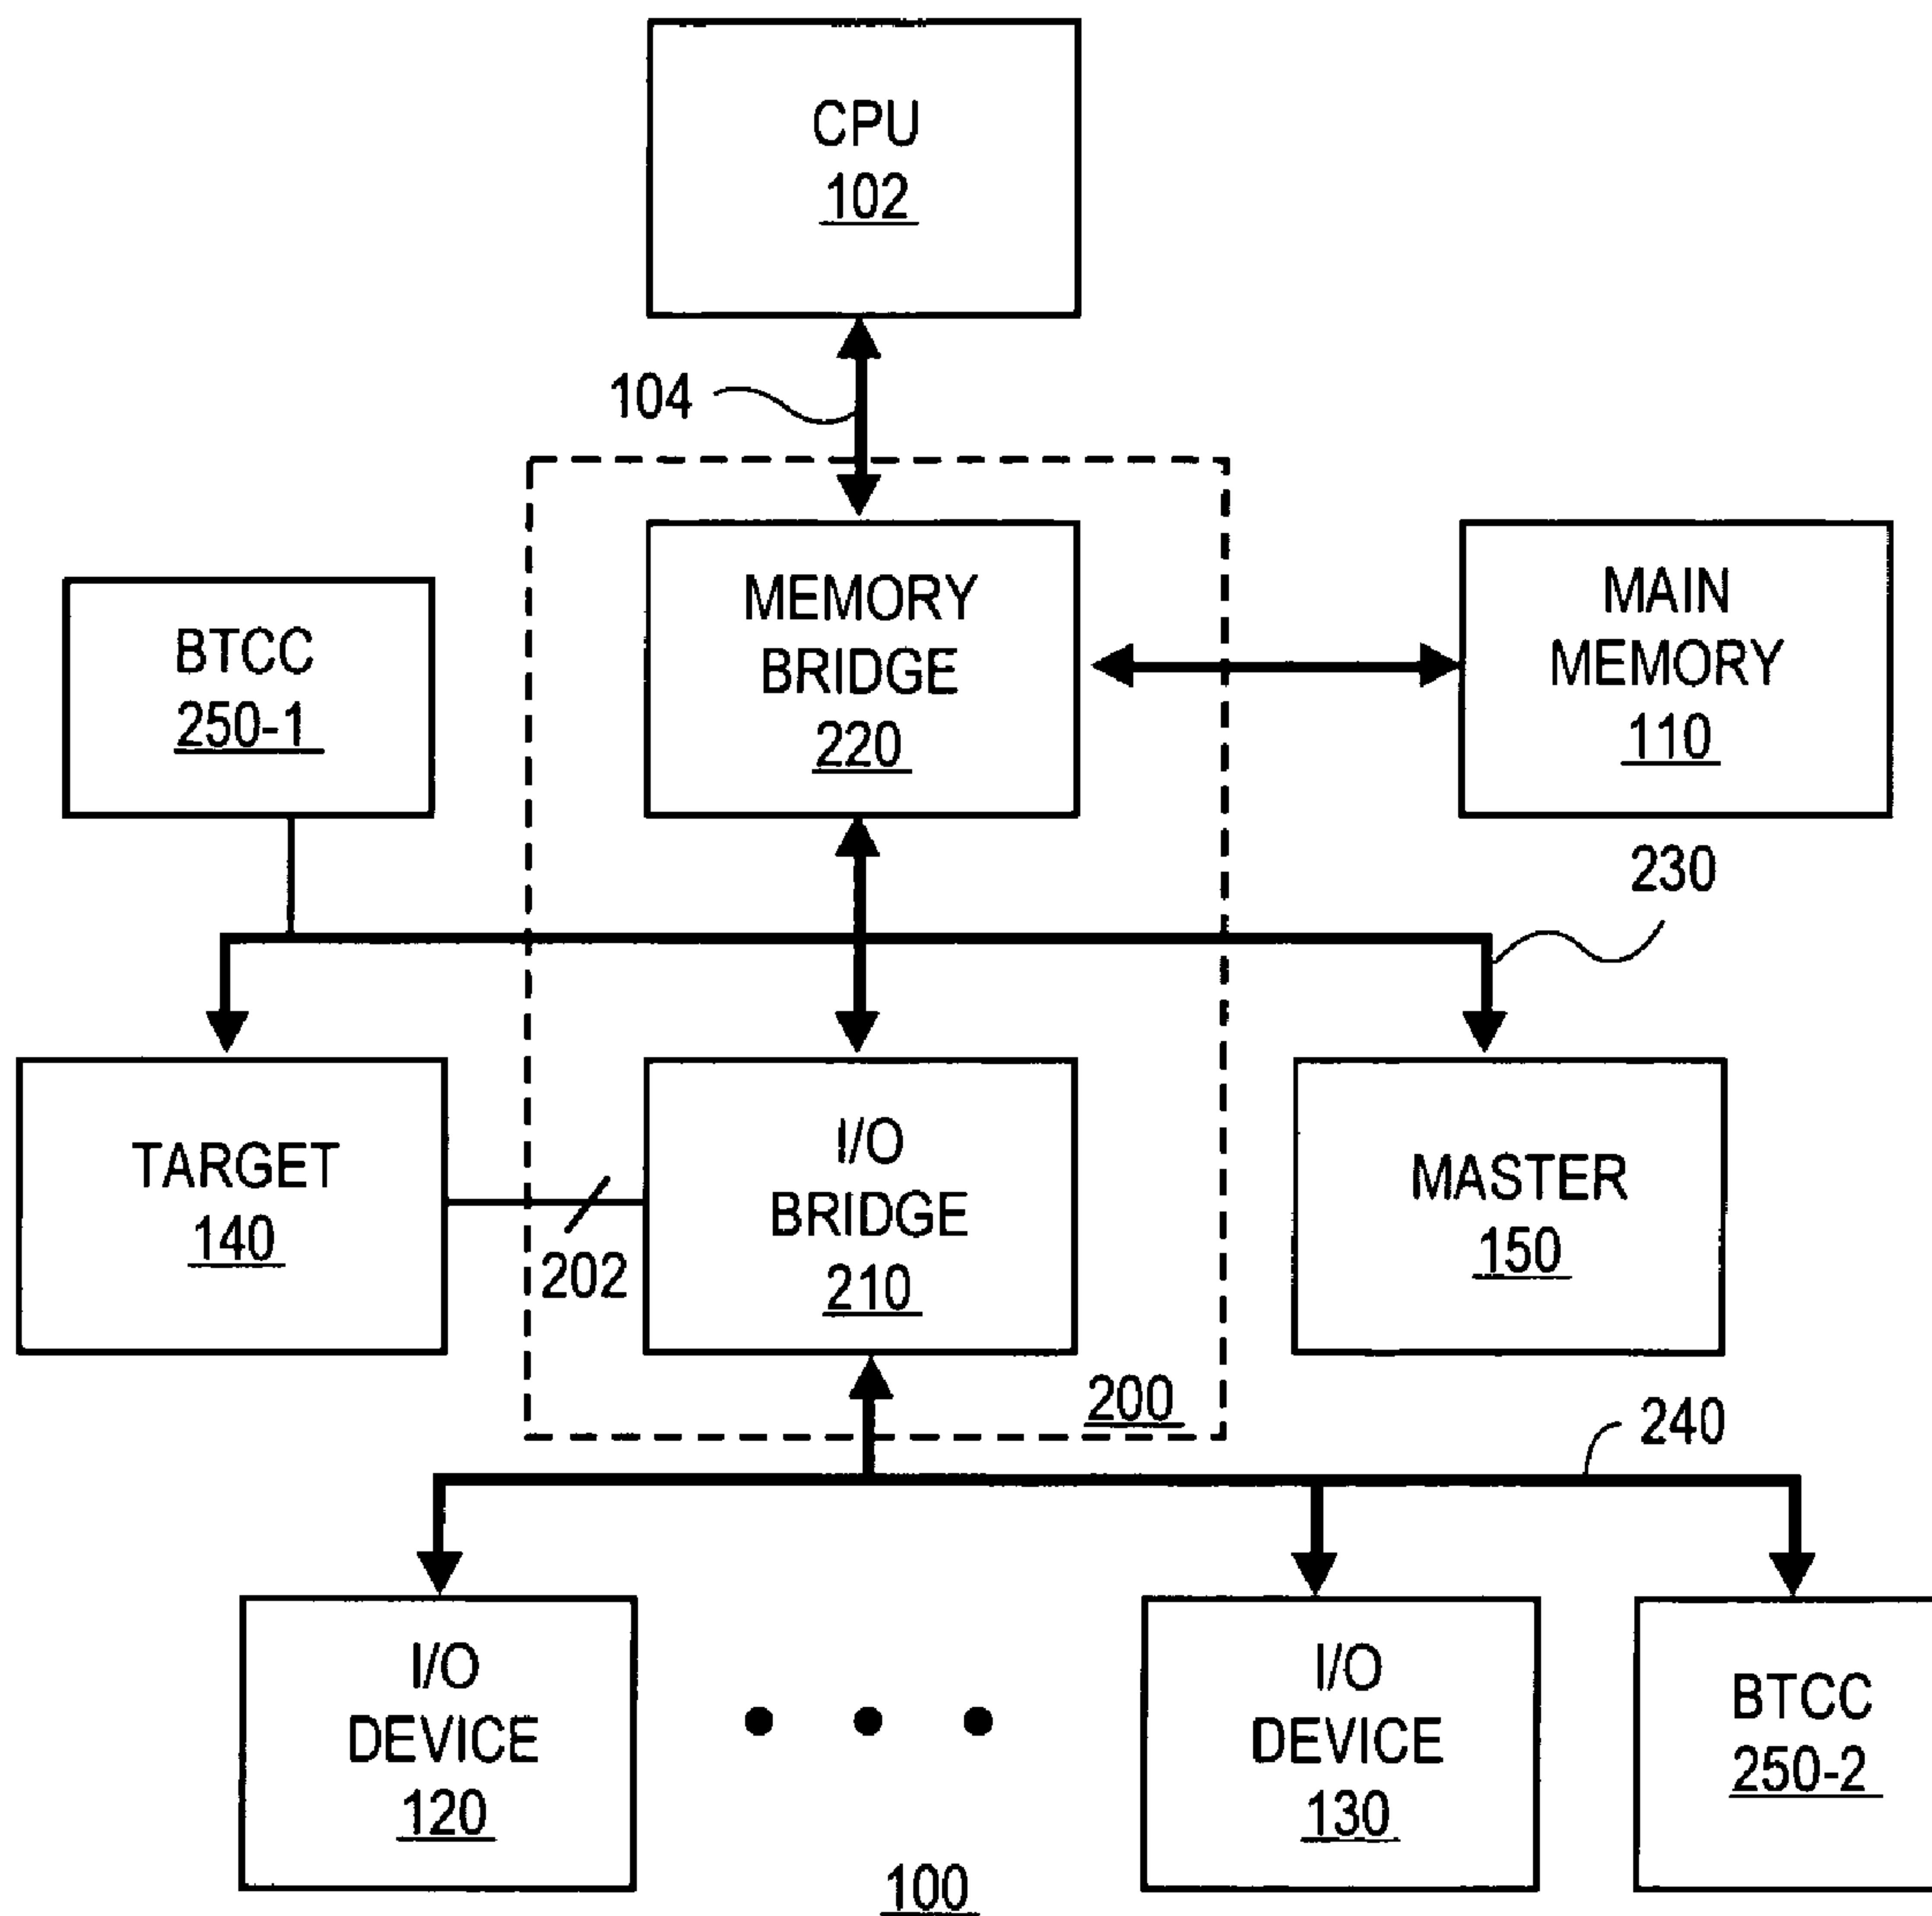 CPU
102
104
MEMORY
BRIDGE
220
MAIN
MEMORY
110
BTCC
250-1
230
TARGET
140
202
I/O
BRIDGE
210
MASTER
150
200
240
I/O
DEVICE
120
I/O
DEVICE
130
BTCC
250-2
100